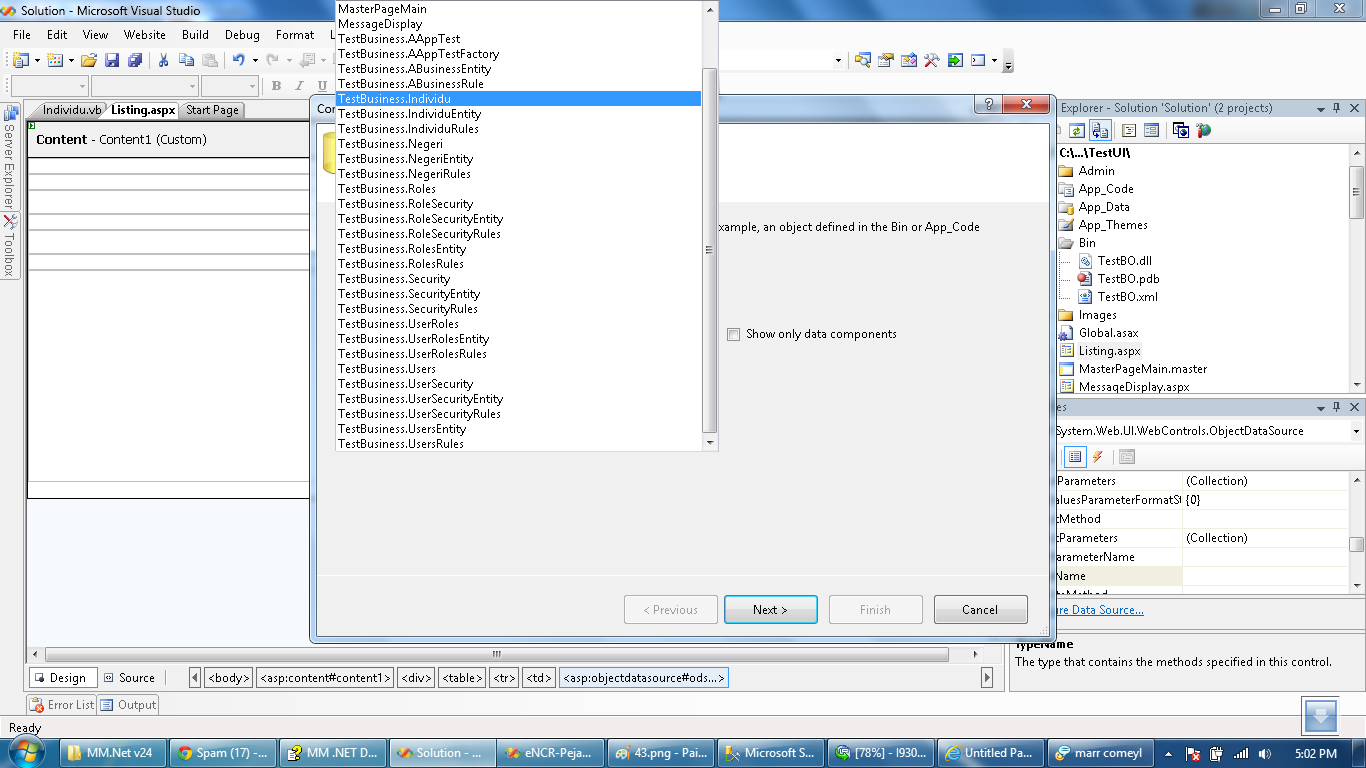 Solution - Microsoft Visual Studio
File Edit View Website Build Debug Format
Individu.vb Listing.aspx Start Page
Server Explorer
Toolbox
Content - Content1 (Custom)
MasterPageMain
MessageDisplay
TestBusiness.AAppTest
TestBusiness.AAppTestFactory
TestBusiness.ABusinessEntity
TestBusiness.ABusinessRule
TestBusiness.Individu
TestBusiness.IndividuEntity
TestBusiness.IndividuRules
TestBusiness.Negeri
TestBusiness.NegeriEntity
TestBusiness.NegeriRules
TestBusiness.Roles
TestBusiness.RoleSecurity
TestBusiness.RoleSecurityEntity
TestBusiness.RoleSecurityRules
TestBusiness.RolesEntity
TestBusiness.RolesRules
TestBusiness.Security
TestBusiness.SecurityEntity
TestBusiness.SecurityRules
TestBusiness.UserRoles
TestBusiness.UserRolesEntity
TestBusiness.UserRolesRules
TestBusiness.Users
TestBusiness.UserSecurity
TestBusiness.UserSecurityEntity
TestBusiness.UserSecurityRules
TestBusiness.UsersEntity
TestBusiness.UsersRules
Con
xample, an object defined in the Bin or App_Code
Show only data components
< Previous Next > Finish Cancel
Explorer - Solution 'Solution' (2 projects)
C:\...\TestUI\
Admin
App_Code
App_Data
App_Themes
Bin
TestBO.dll
TestBO.pdb
TestBO.xml
Images
Global.asax
Listing.aspx
MasterPageMain.master
MessageDisplay.aspx
es
System.Web.UI.WebControls.ObjectDataSource
Parameters (Collection)
aluesParameterFormatSt {0}
tMethod
tParameters (Collection)
arameterName
Name
re Data Source...
TypeName
The type that contains the methods specified in this control.
Design Source <body> <asp:content#content1> <div> <table> <tr> <td> <asp:objectdatasource#ods...>
Error List Output
Ready
MM.Net v24 Spam (17) -... MM .NET D... Solution - ... eNCR-Peja... 43.png - Pai... Microsoft S... [78%] - I930... Untitled Pa... marr comeyl 5:02 PM